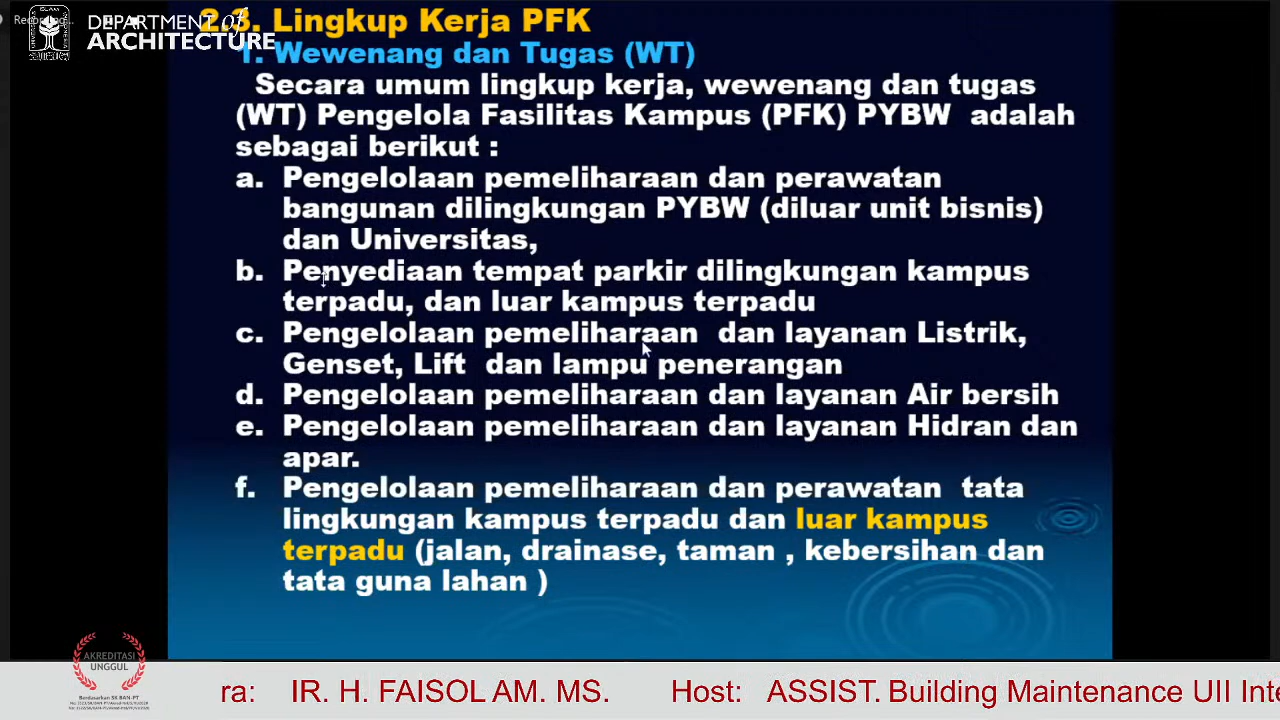 DEPARTMENT of
ARCHITECTURE
2.3. Lingkup Kerja PFK
1. Wewenang dan Tugas (WT)
Secara umum lingkup kerja, wewenang dan tugas
(WT) Pengelola Fasilitas Kampus (PFK) PYBW adalah
sebagai berikut :
a. Pengelolaan pemeliharaan dan perawatan
bangunan dilingkungan PYBW (diluar unit bisnis)
dan Universitas,
b. Penyediaan tempat parkir dilingkungan kampus
terpadu, dan luar kampus terpadu
c. Pengelolaan pemeliharaan dan layanan Listrik,
Genset, Lift dan lampu penerangan
d. Pengelolaan pemeliharaan dan layanan Air bersih
e. Pengelolaan pemeliharaan dan layanan Hidran dan
apar.
f. Pengelolaan pemeliharaan dan perawatan tata
lingkungan kampus terpadu dan luar kampus
terpadu (jalan, drainase, taman , kebersihan dan
tata guna lahan )
AKREDITASI
UNGGUL
Berdasarkan SK BAN-PT
ra: IR. H. FAISOL AM. MS. Host: ASSIST. Building Maintenance UII Inte